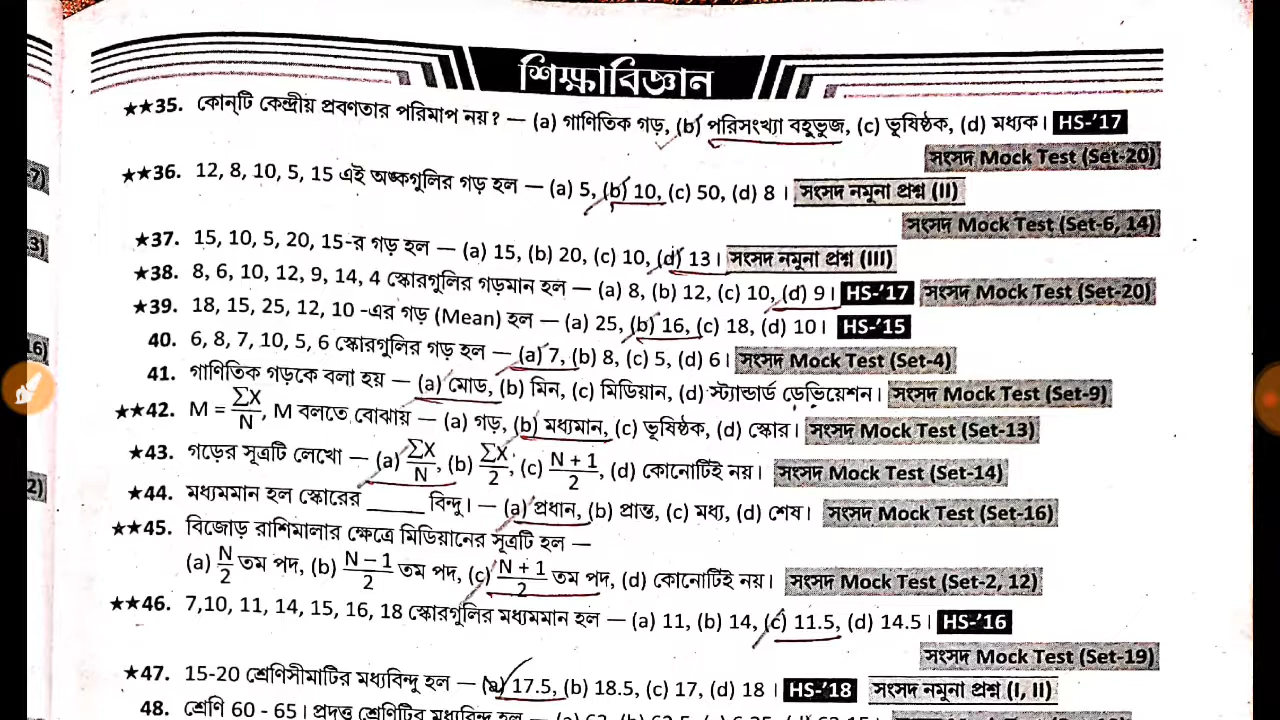 শিক্ষাবিজ্ঞান
★★35. কোন্‌টি কেন্দ্রীয় প্রবণতার পরিমাপ নয়? — (a) গাণিতিক গড়, (b) পরিসংখ্যা বহুভুজ, (c) ভূষিষ্ঠক, (d) মধ্যক। HS-'17
সংসদ Mock Test (Set-20)
★★36. 12, 8, 10, 5, 15 এই অঙ্কগুলির গড় হল — (a) 5, (b) 10, (c) 50, (d) 8 । সংসদ নমুনা প্রশ্ন (II)
সংসদ Mock Test (Set-6, 14)
★37. 15, 10, 5, 20, 15-র গড় হল — (a) 15, (b) 20, (c) 10, (d) 13 । সংসদ নমুনা প্রশ্ন (III)
★38. 8, 6, 10, 12, 9, 14, 4 স্কোরগুলির গড়মান হল — (a) 8, (b) 12, (c) 10, (d) 9 । HS-'17 সংসদ Mock Test (Set-20)
★39. 18, 15, 25, 12, 10 -এর গড় (Mean) হল — (a) 25, (b) 16, (c) 18, (d) 10। HS-'15
40. 6, 8, 7, 10, 5, 6 স্কোরগুলির গড় হল — (a) 7, (b) 8, (c) 5, (d) 6 । সংসদ Mock Test (Set-4)
41. গাণিতিক গড়কে বলা হয় — (a) মোড, (b) মিন, (c) মিডিয়ান, (d) স্ট্যান্ডার্ড ডেভিয়েশন। সংসদ Mock Test (Set-9)
★★42. M = ∑X/N, M বলতে বোঝায় — (a) গড়, (b) মধ্যমান, (c) ভূষিষ্ঠক, (d) স্কোর। সংসদ Mock Test (Set-13)
★43. গড়ের সূত্রটি লেখো — (a) ∑X/N, (b) ∑X/2, (c) N + 1/2, (d) কোনোটিই নয়। সংসদ Mock Test (Set-14)
★44. মধ্যমমান হল স্কোরের _____ বিন্দু। — (a) প্রধান, (b) প্রান্ত, (c) মধ্য, (d) শেষ। সংসদ Mock Test (Set-16)
★★45. বিজোড় রাশিমালার ক্ষেত্রে মিডিয়ানের সূত্রটি হল —
(a) N/2 তম পদ, (b) N – 1/2 তম পদ, (c) N + 1/2 তম পদ, (d) কোনোটিই নয়। সংসদ Mock Test (Set-2, 12)
★★46. 7,10, 11, 14, 15, 16, 18 স্কোরগুলির মধ্যমমান হল — (a) 11, (b) 14, (c) 11.5, (d) 14.5 । HS-'16
সংসদ Mock Test (Set-19)
★47. 15-20 শ্রেণিসীমাটির মধ্যবিন্দু হল — (a) 17.5, (b) 18.5, (c) 17, (d) 18 । HS-'18 সংসদ নমুনা প্রশ্ন (I, II)
48. শ্রেণি 60 - 65। প্রদত্ত শ্রেণিটির মধ্যবিন্দু হল